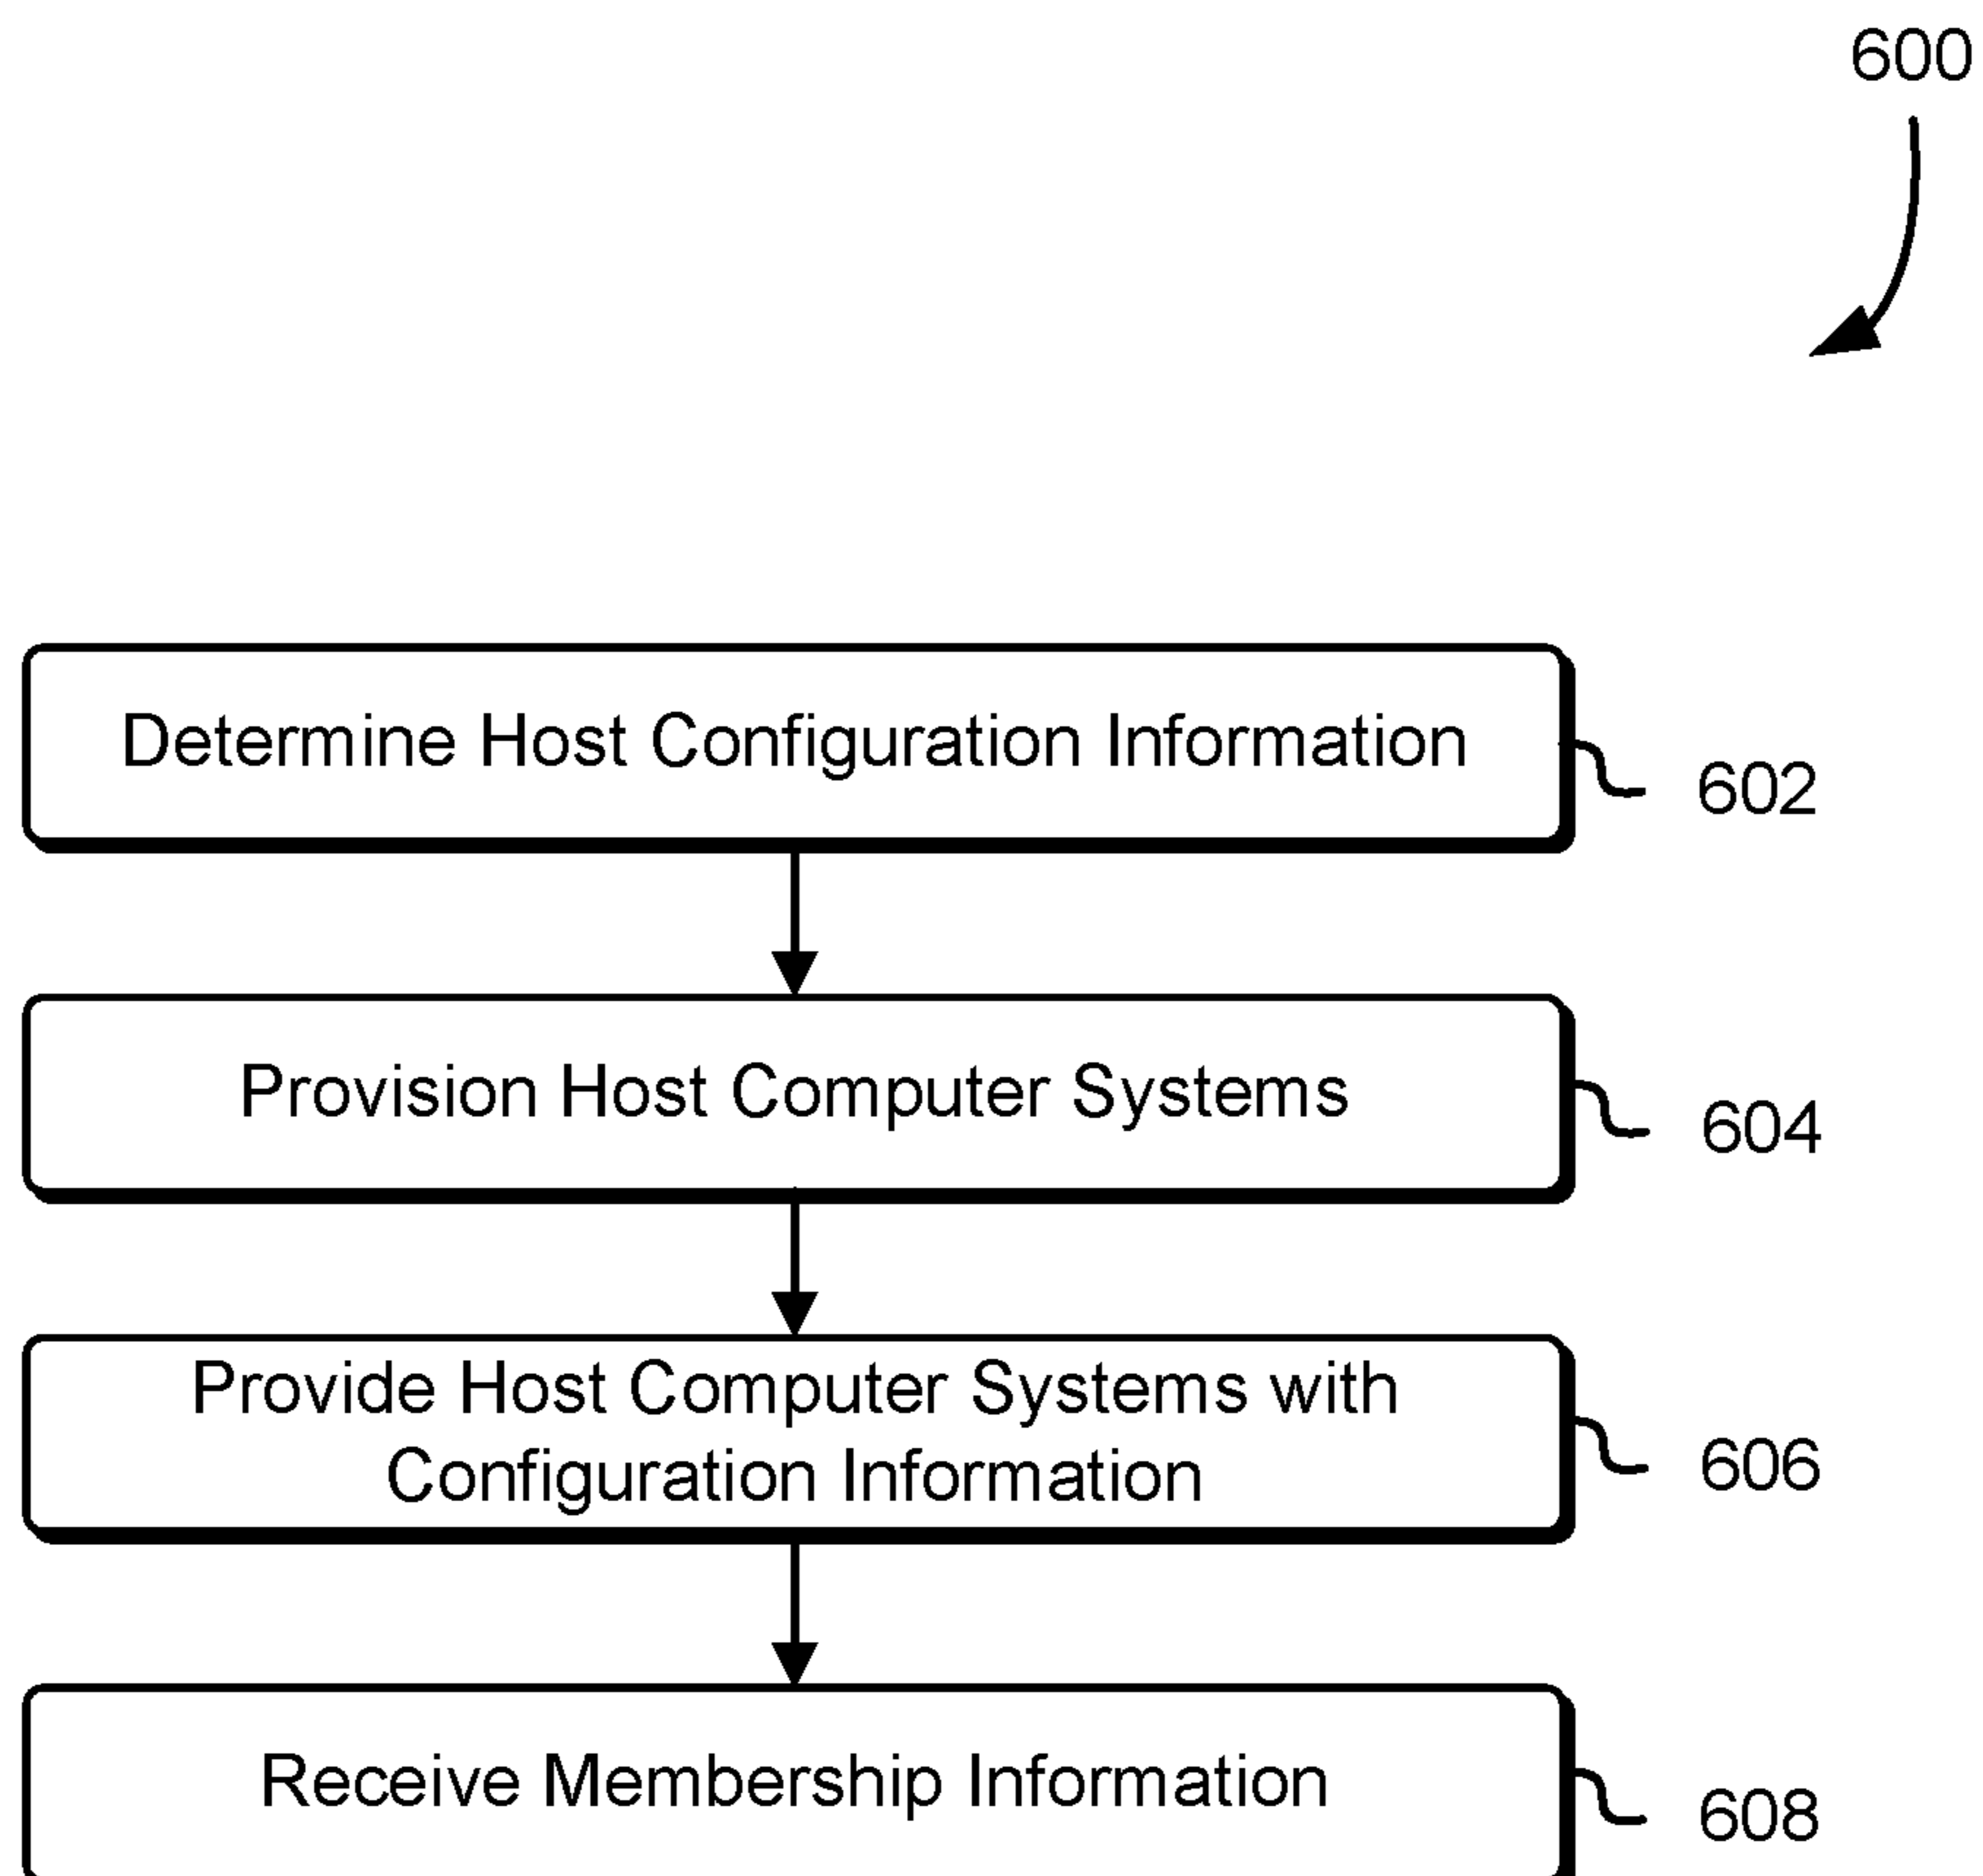 600
Determine Host Configuration Information
602
Provision Host Computer Systems
604
Provide Host Computer Systems with
Configuration Information
606
Receive Membership Information
608